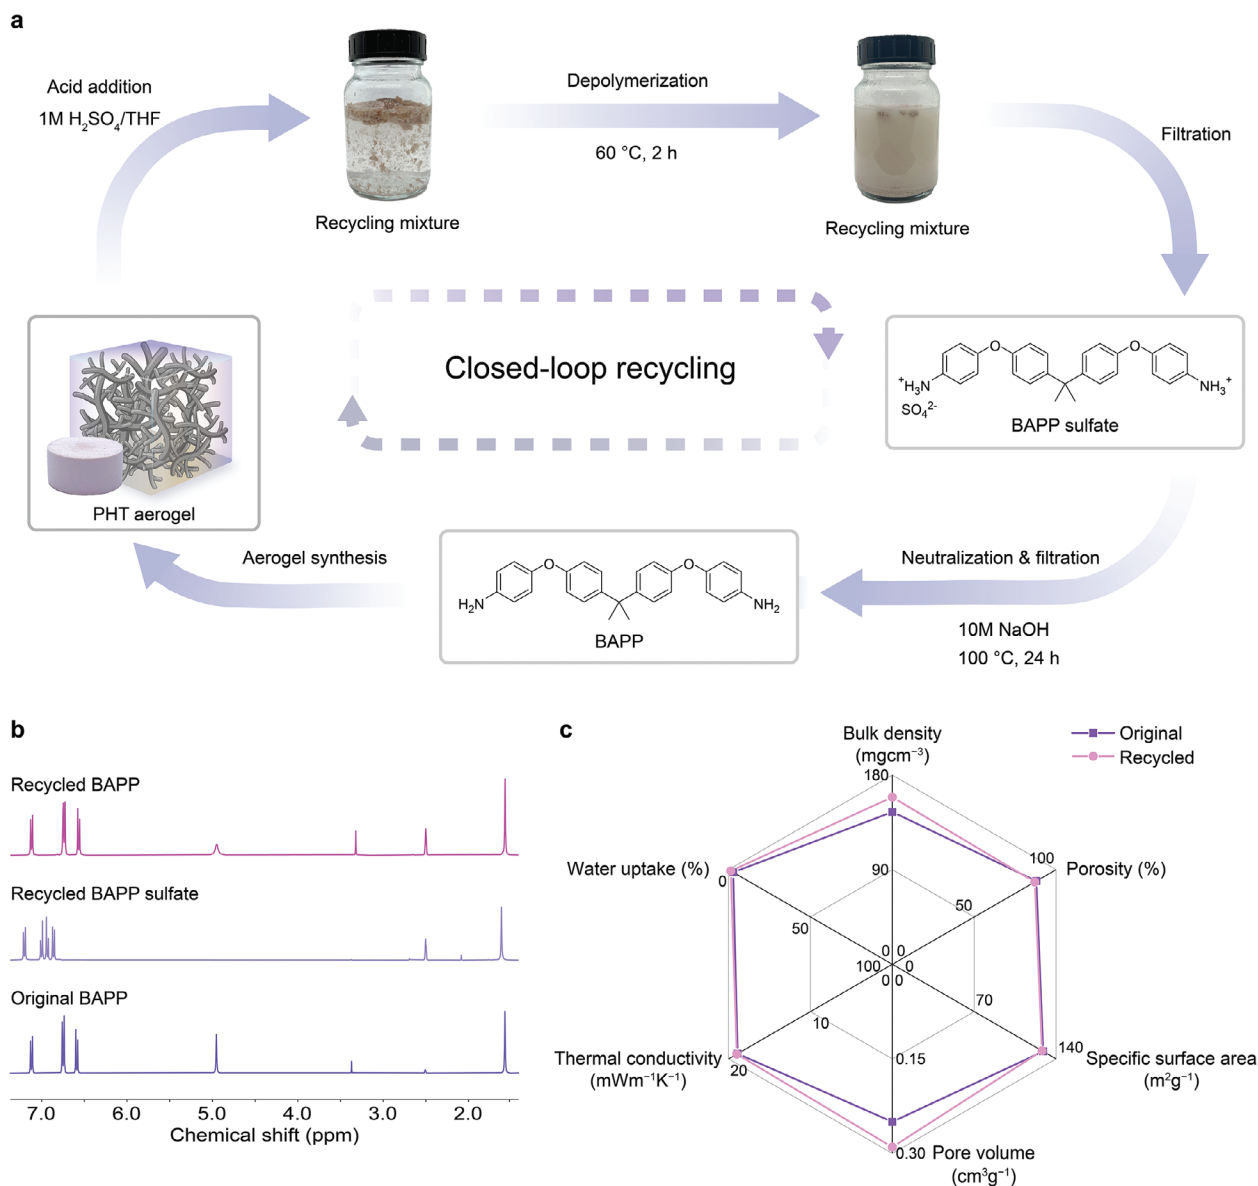 a
Acid addition
1M H₂SO₄/THF
Recycling mixture
Depolymerization
60 °C, 2 h
Recycling mixture
Filtration
Closed-loop recycling
PHT aerogel
O
O
⁺H₃N
NH₃⁺
SO₄²⁻
BAPP sulfate
Neutralization & filtration
10M NaOH
100 °C, 24 h
O
O
H₂N
NH₂
BAPP
Aerogel synthesis
b
Recycled BAPP
Recycled BAPP sulfate
Original BAPP
7.0 6.0 5.0 4.0 3.0 2.0
Chemical shift (ppm)
c
Original
Recycled
Bulk density
(mgcm⁻³)
180
90
0
Porosity (%)
100
50
0
Specific surface area
(m²g⁻¹)
140
70
0
Pore volume
(cm³g⁻¹)
0.30
0.15
0
Thermal conductivity
(mWm⁻¹K⁻¹)
20
10
0
Water uptake (%)
0
50
100